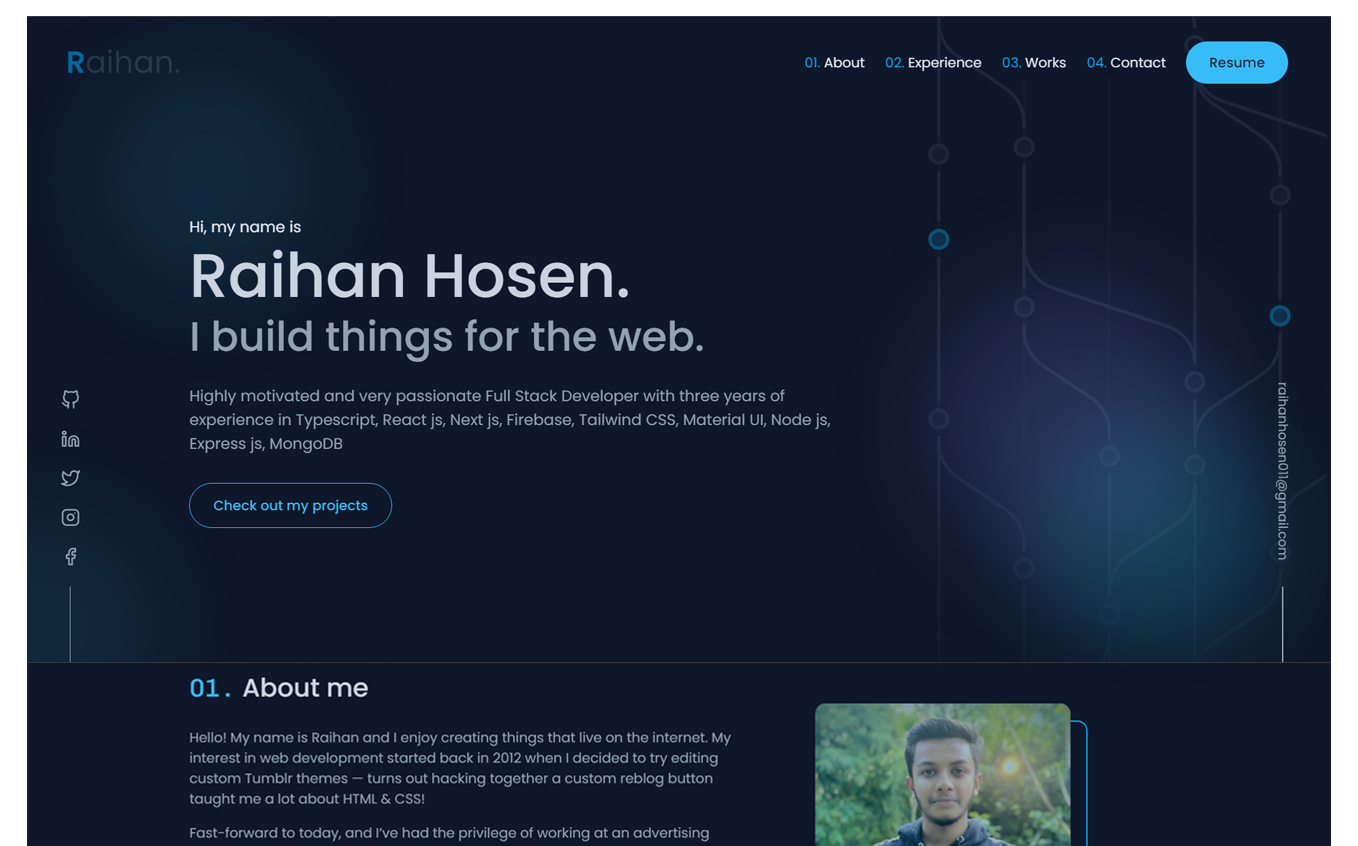 Raihan.
01. About 02. Experience 03. Works 04. Contact Resume
Hi, my name is
Raihan Hosen.
I build things for the web.
Highly motivated and very passionate Full Stack Developer with three years of
experience in Typescript, React js, Next js, Firebase, Tailwind CSS, Material UI, Node js,
Express js, MongoDB
Check out my projects
raihanhosen011@gmail.com
01. About me
Hello! My name is Raihan and I enjoy creating things that live on the internet. My
interest in web development started back in 2012 when I decided to try editing
custom Tumblr themes — turns out hacking together a custom reblog button
taught me a lot about HTML & CSS!
Fast-forward to today, and I've had the privilege of working at an advertising